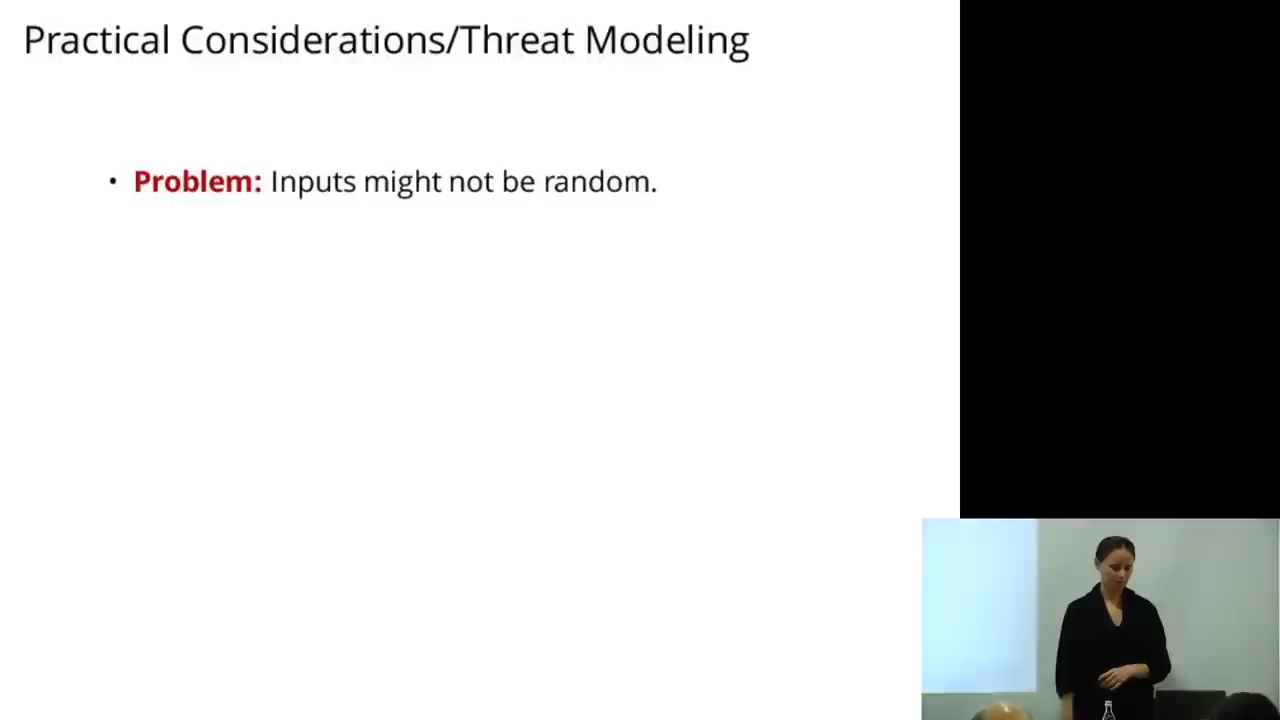 Practical Considerations/Threat Modeling
• Problem: Inputs might not be random.